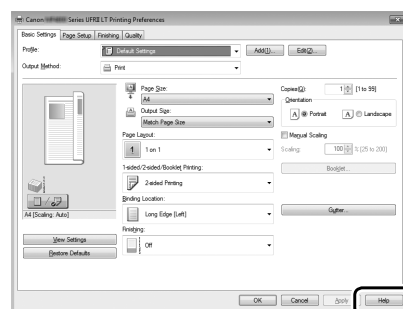 Canon Series UFRII LT Printing Preferences
Basic Settings Page Setup Finishing Quality
Profile: Default Settings Add(1)... Edit(2)...
Output Method: Print
Page Size: Copies(Q): 1 [1 to 99]
A4 Orientation
Output Size: A Portrait A Landscape
Match Page Size
Page Layout: Manual Scaling
1 1 on 1 Scaling: 100 % [25 to 200]
1-sided/2-sided/Booklet Printing: Booklet...
2-sided Printing
Binding Location:
Long Edge [Left] Gutter...
A4 [Scaling: Auto]
Finishing:
View Settings Off
Restore Defaults
OK Cancel Apply Help